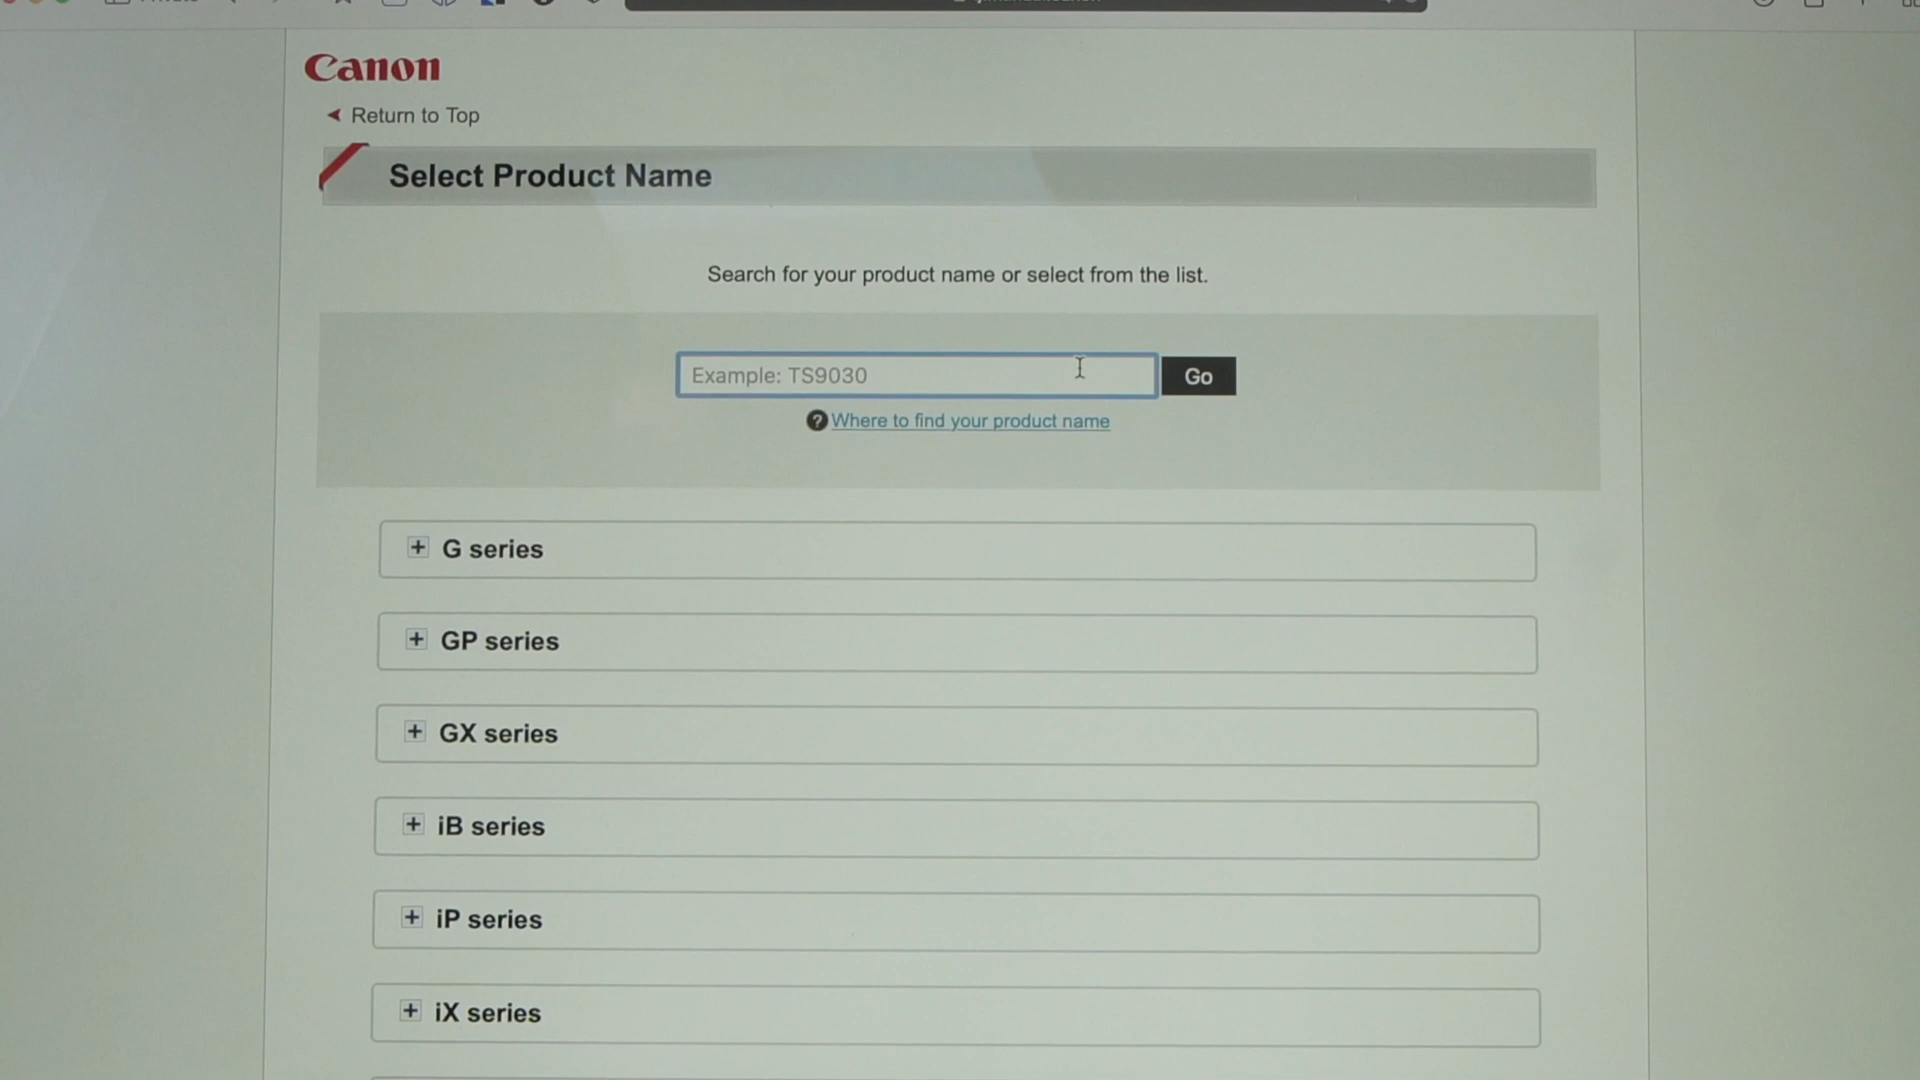 Canon
Return to Top
Select Product Name
Search for your product name or select from the list.
Example: TS9030
Go
? Where to find your product name
+ G series
+ GP series
+ GX series
+ iB series
+ iP series
+ iX series